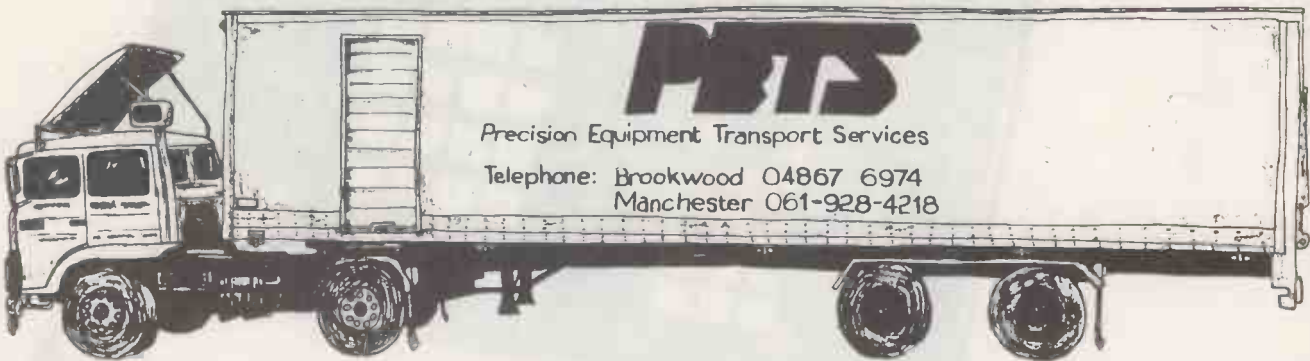 PETS
Precision Equipment Transport Services
Telephone: Brookwood 04867 6974
Manchester 061-928-4218